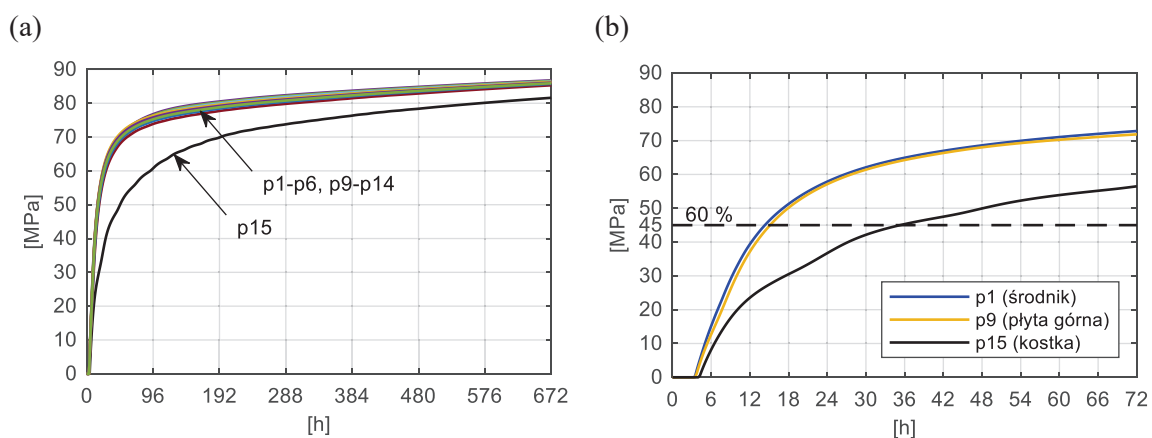 (a)
(b)
90
80
70
60
50
40
30
20
10
0
[MPa]
p1-p6, p9-p14
p15
0 96 192 288 384 480 576 672
[h]
90
80
70
60
50
45
40
30
20
10
0
[MPa]
60 %
p1 (środnik)
p9 (płyta górna)
p15 (kostka)
0 6 12 18 24 30 36 42 48 54 60 66 72
[h]